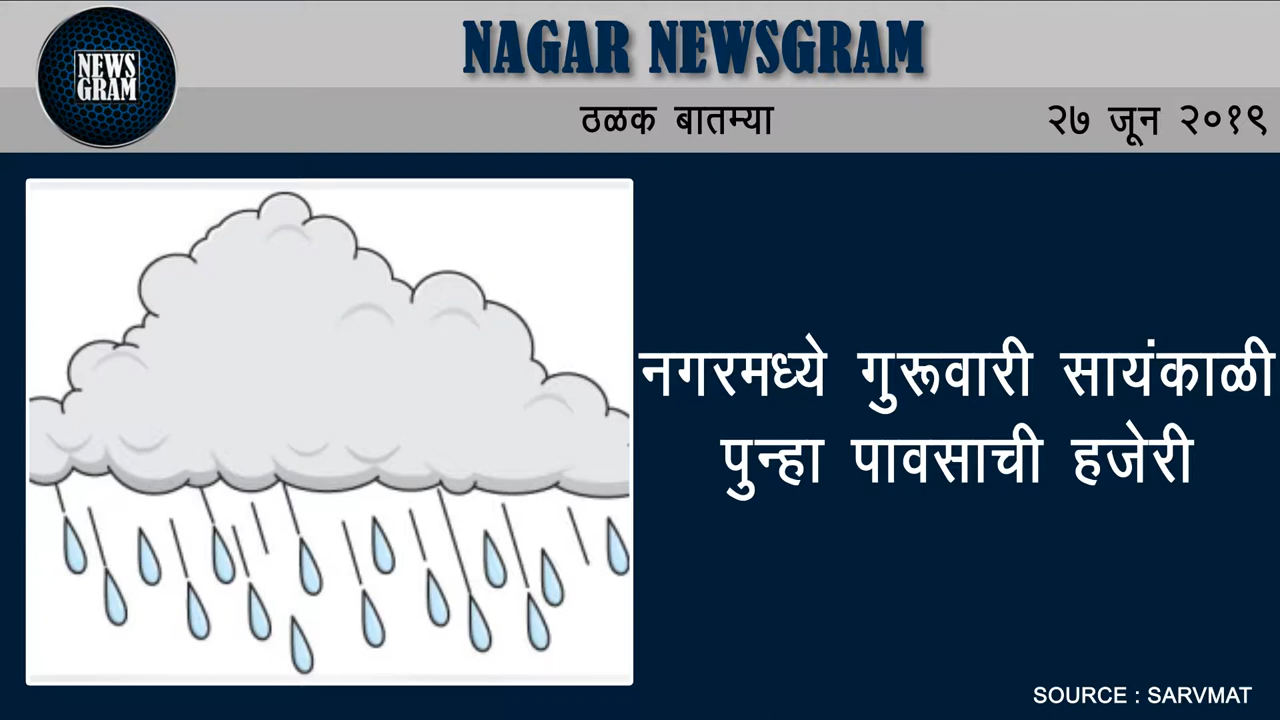 NEWS
GRAM
NAGAR NEWSGRAM
ठळक बातम्या
२७ जून २०१९
नगरमध्ये गुरूवारी सायंकाळी
पुन्हा पावसाची हजेरी
SOURCE : SARVMAT